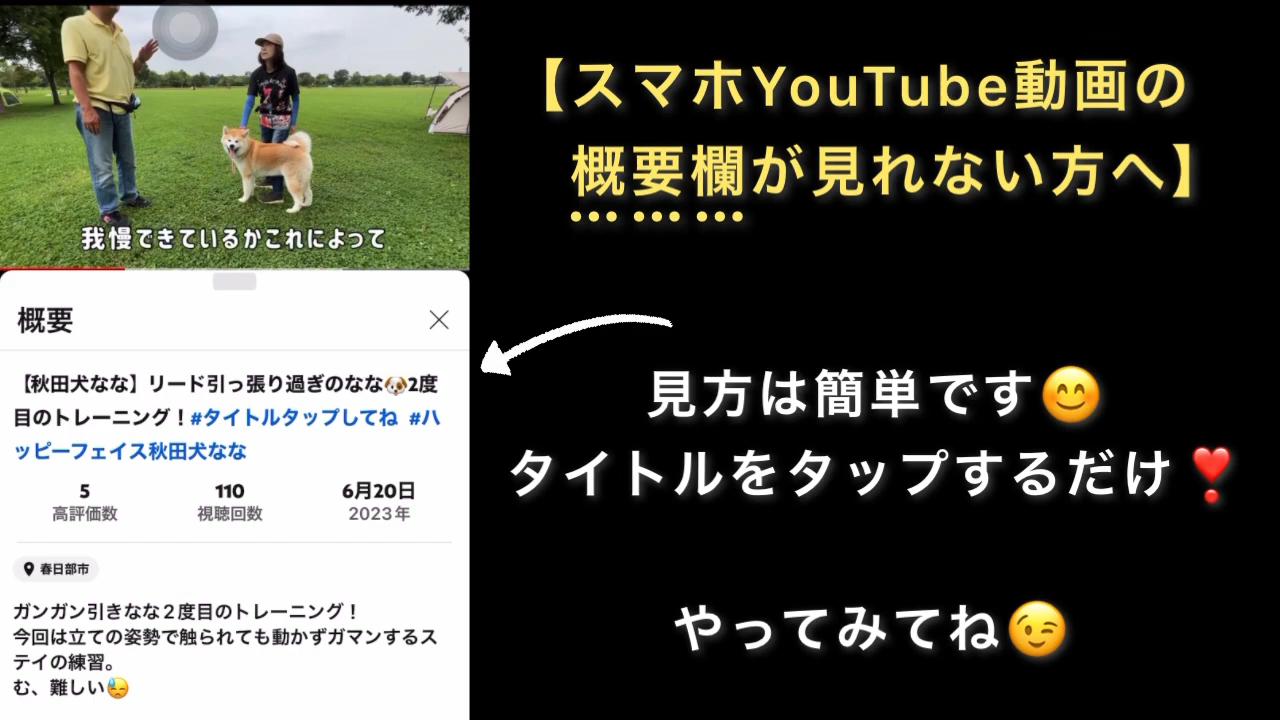 我慢できているかこれによって
概要
【秋田犬なな】リード引っ張り過ぎのなな🐶2度
目のトレーニング！#タイトルタップしてね #ハ
ッピーフェイス秋田犬なな
5 110 6月20日
高評価数 視聴回数 2023年
春日部市
ガンガン引きなな２度目のトレーニング！
今回は立ての姿勢で触られても動かずガマンするス
テイの練習。
む、難しい😓
【スマホYouTube動画の
概要欄が見れない方へ】
見方は簡単です😊
タイトルをタップするだけ❣️
やってみてね😉